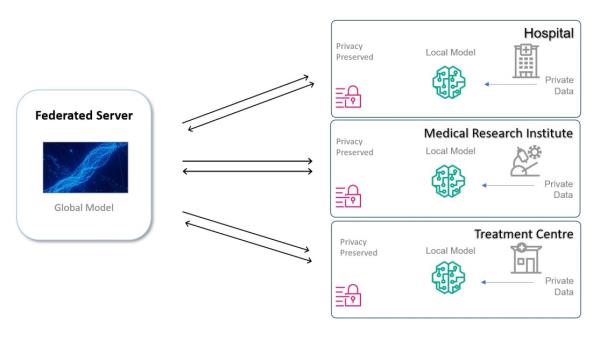 Federated Server
Global Model
Hospital
Privacy
Preserved
Local Model
Private
Data
Medical Research Institute
Privacy
Preserved
Local Model
Private
Data
Treatment Centre
Privacy
Preserved
Local Model
Private
Data